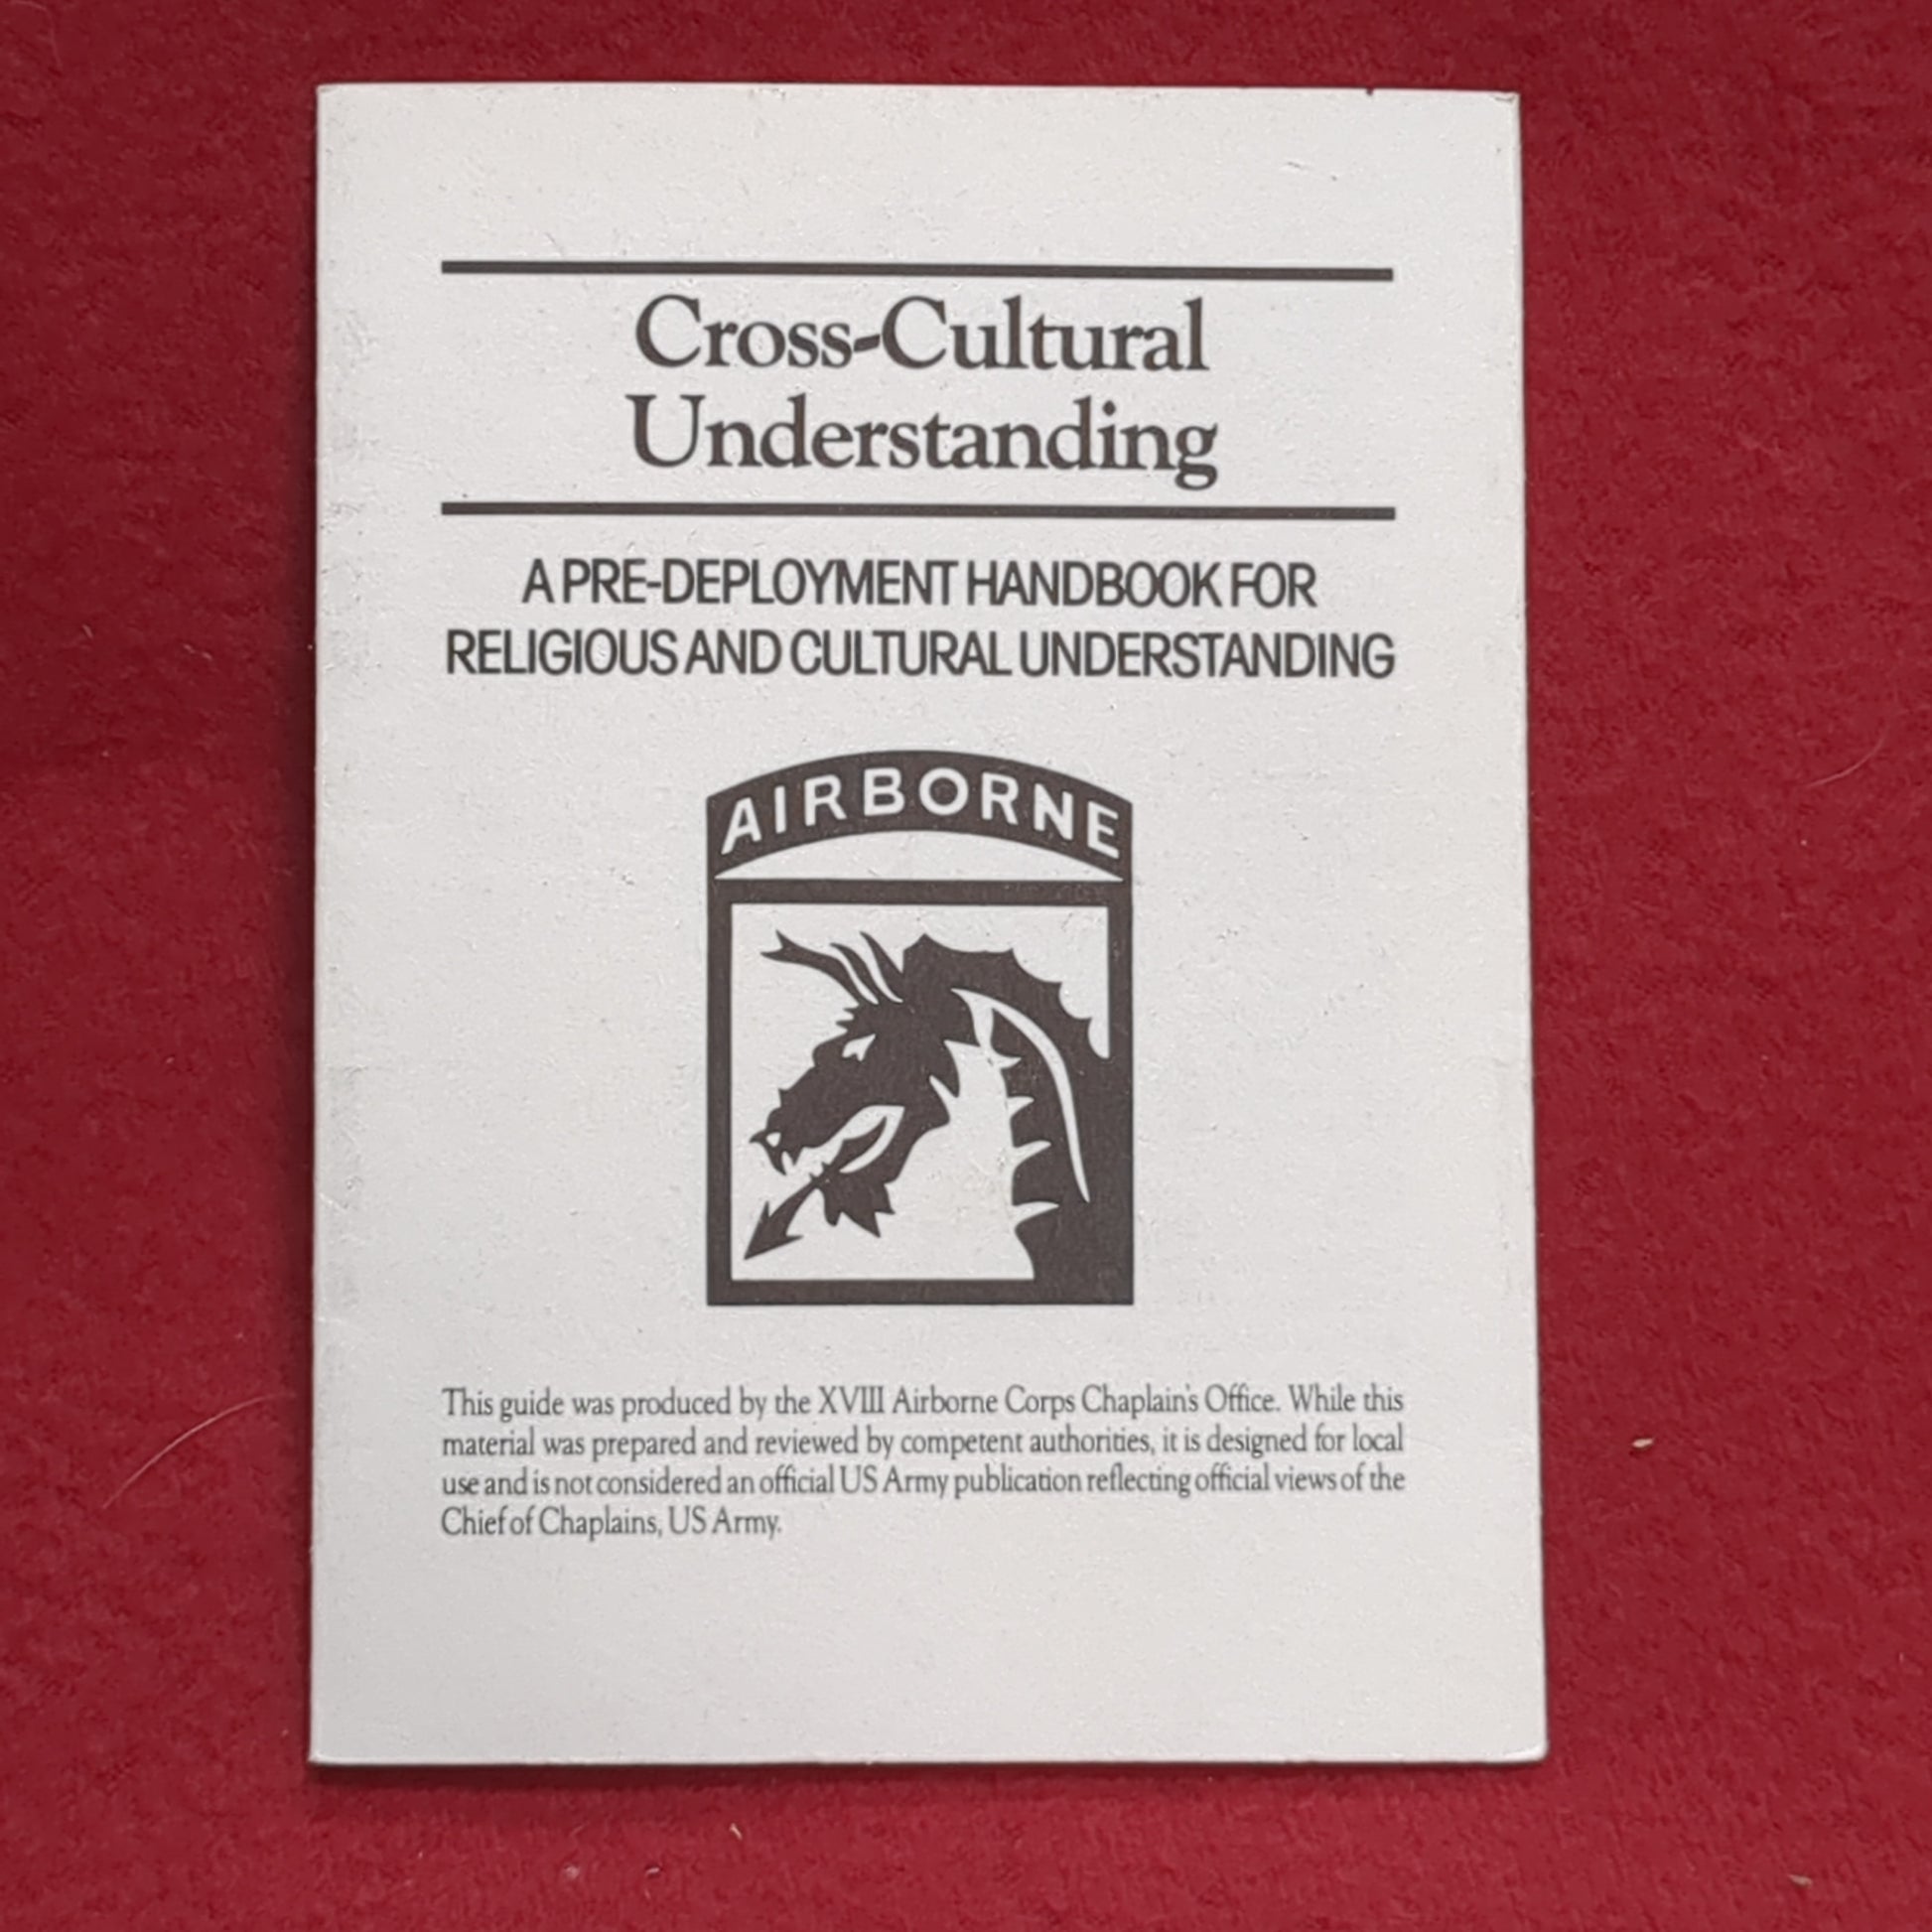 Cross-Cultural
Understanding
A PRE-DEPLOYMENT HANDBOOK FOR
RELIGIOUS AND CULTURAL UNDERSTANDING
AIRBORNE
This guide was produced by the XVIII Airborne Corps Chaplain's Office. While this
material was prepared and reviewed by competent authorities, it is designed for local
use and is not considered an official US Army publication reflecting official views of the
Chief of Chaplains, US Army.